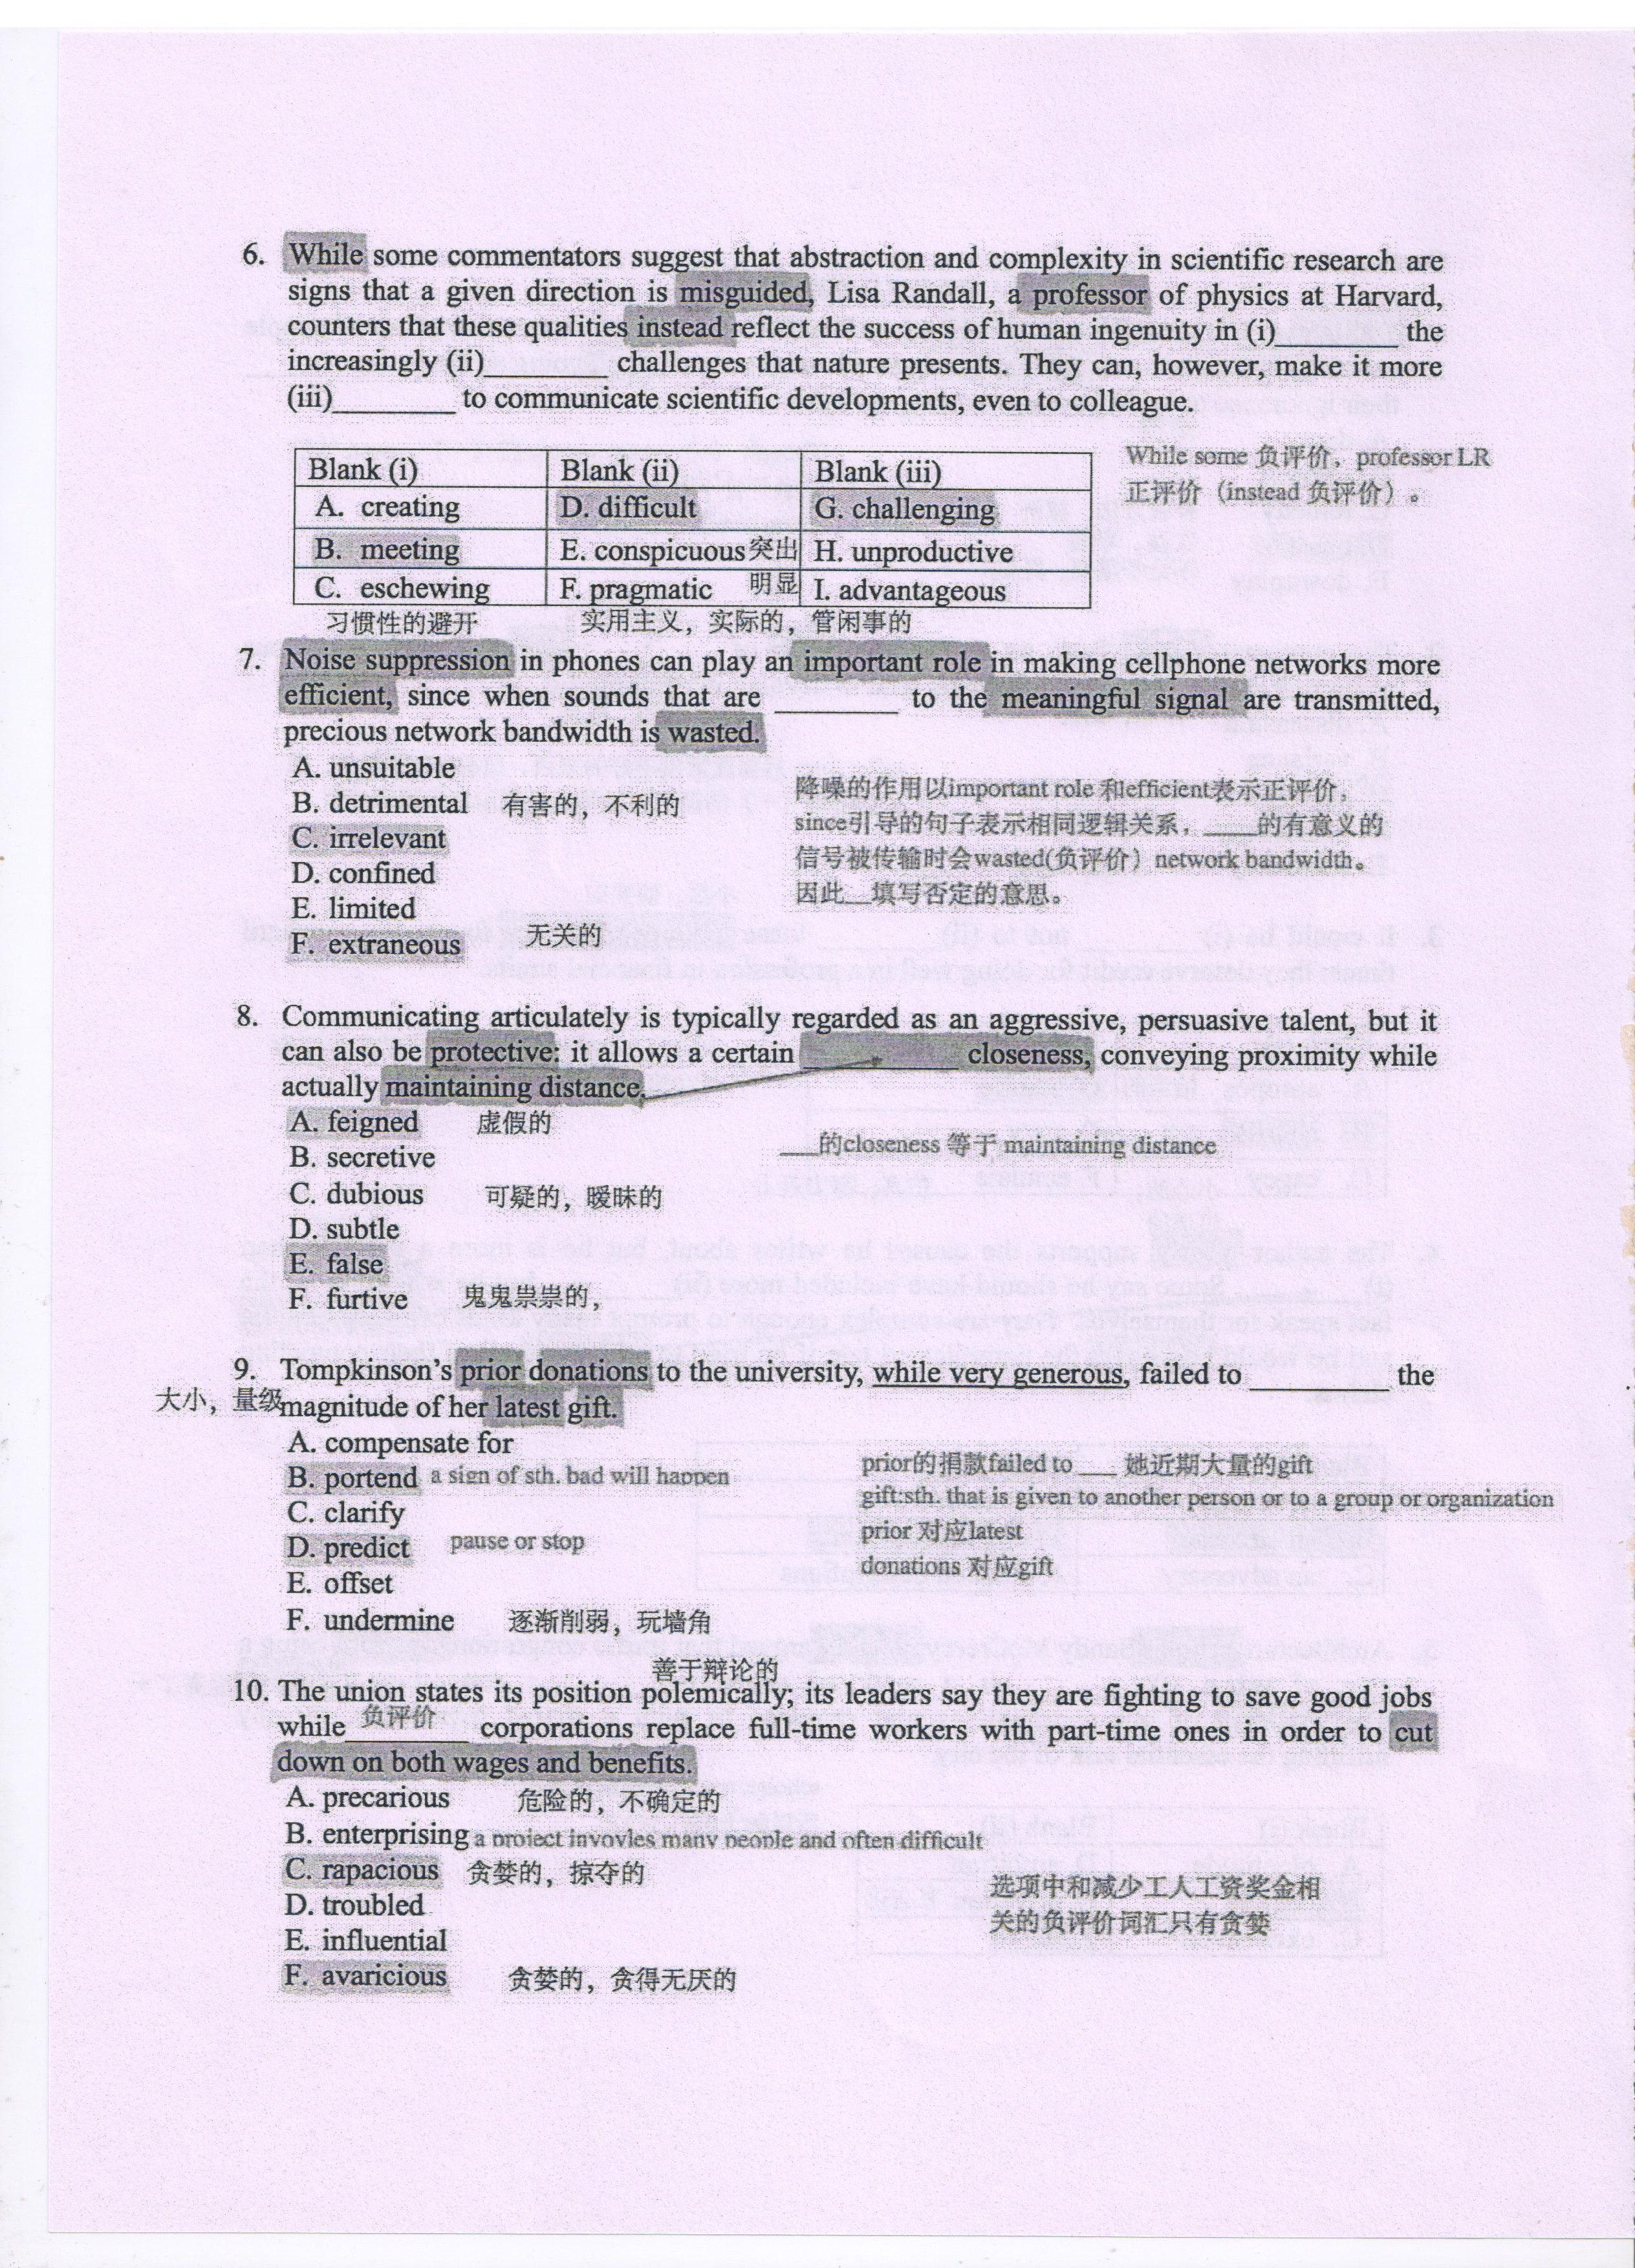 6. While some commentators suggest that abstraction and complexity in scientific research are
signs that a given direction is misguided, Lisa Randall, a professor of physics at Harvard,
counters that these qualities instead reflect the success of human ingenuity in (i)________ the
increasingly (ii)________ challenges that nature presents. They can, however, make it more
(iii)________ to communicate scientific developments, even to colleague.
Blank (i) Blank (ii) Blank (iii)
A. creating D. difficult G. challenging
B. meeting E. conspicuous 突出 H. unproductive
C. eschewing F. pragmatic 明显 I. advantageous
While some 负评价，professor LR
正评价（instead 负评价）。
习惯性的避开 实用主义，实际的，管闲事的
7. Noise suppression in phones can play an important role in making cellphone networks more
efficient, since when sounds that are ________ to the meaningful signal are transmitted,
precious network bandwidth is wasted.
A. unsuitable
B. detrimental 有害的，不利的
C. irrelevant
D. confined
E. limited
F. extraneous 无关的
降噪的作用以important role 和efficient表示正评价，
since引导的句子表示相同逻辑关系，____的有意义的
信号被传输时会wasted(负评价）network bandwidth。
因此__填写否定的意思。
8. Communicating articulately is typically regarded as an aggressive, persuasive talent, but it
can also be protective: it allows a certain ________ closeness, conveying proximity while
actually maintaining distance.
A. feigned 虚假的
B. secretive
C. dubious 可疑的，暧昧的
D. subtle
E. false
F. furtive 鬼鬼祟祟的，
___的closeness 等于 maintaining distance
9. Tompkinson's prior donations to the university, while very generous, failed to ________ the
大小，量级
magnitude of her latest gift.
A. compensate for
B. portend a sign of sth. bad will happen
C. clarify
D. predict pause or stop
E. offset
F. undermine 逐渐削弱，玩墙角
prior的捐款failed to ___ 她近期大量的gift
gift:sth. that is given to another person or to a group or organization
prior 对应latest
donations 对应gift
善于辩论的
10. The union states its position polemically; its leaders say they are fighting to save good jobs
while 负评价________ corporations replace full-time workers with part-time ones in order to cut
down on both wages and benefits.
A. precarious 危险的，不确定的
B. enterprising a project invovles many people and often difficult
C. rapacious 贪婪的，掠夺的
D. troubled
E. influential
F. avaricious 贪婪的，贪得无厌的
选项中和减少工人工资奖金相
关的负评价词汇只有贪婪